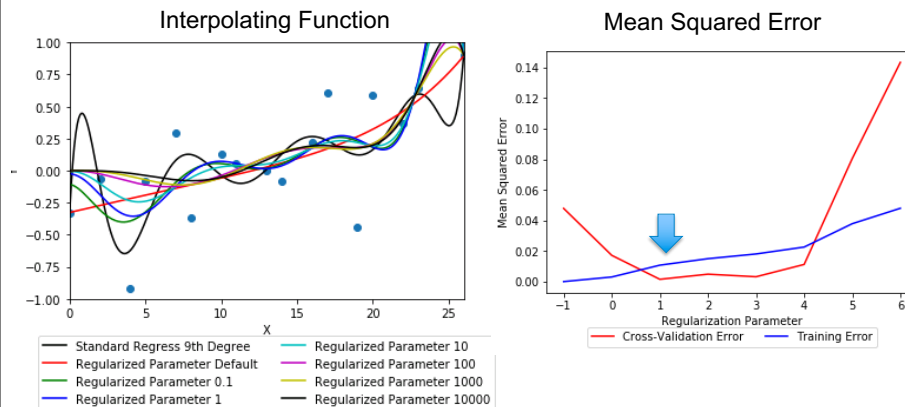 Interpolating Function
1.00
0.75
0.50
0.25
0.00
−0.25
−0.50
−0.75
−1.00
0
5
10
15
20
25
X
Standard Regress 9th Degree
Regularized Parameter Default
Regularized Parameter 0.1
Regularized Parameter 1
Regularized Parameter 10
Regularized Parameter 100
Regularized Parameter 1000
Regularized Parameter 10000
Mean Squared Error
Mean Squared Error
0.14
0.12
0.10
0.08
0.06
0.04
0.02
0.00
−1
0
1
2
3
4
5
6
Regularization Parameter
Cross-Validation Error
Training Error